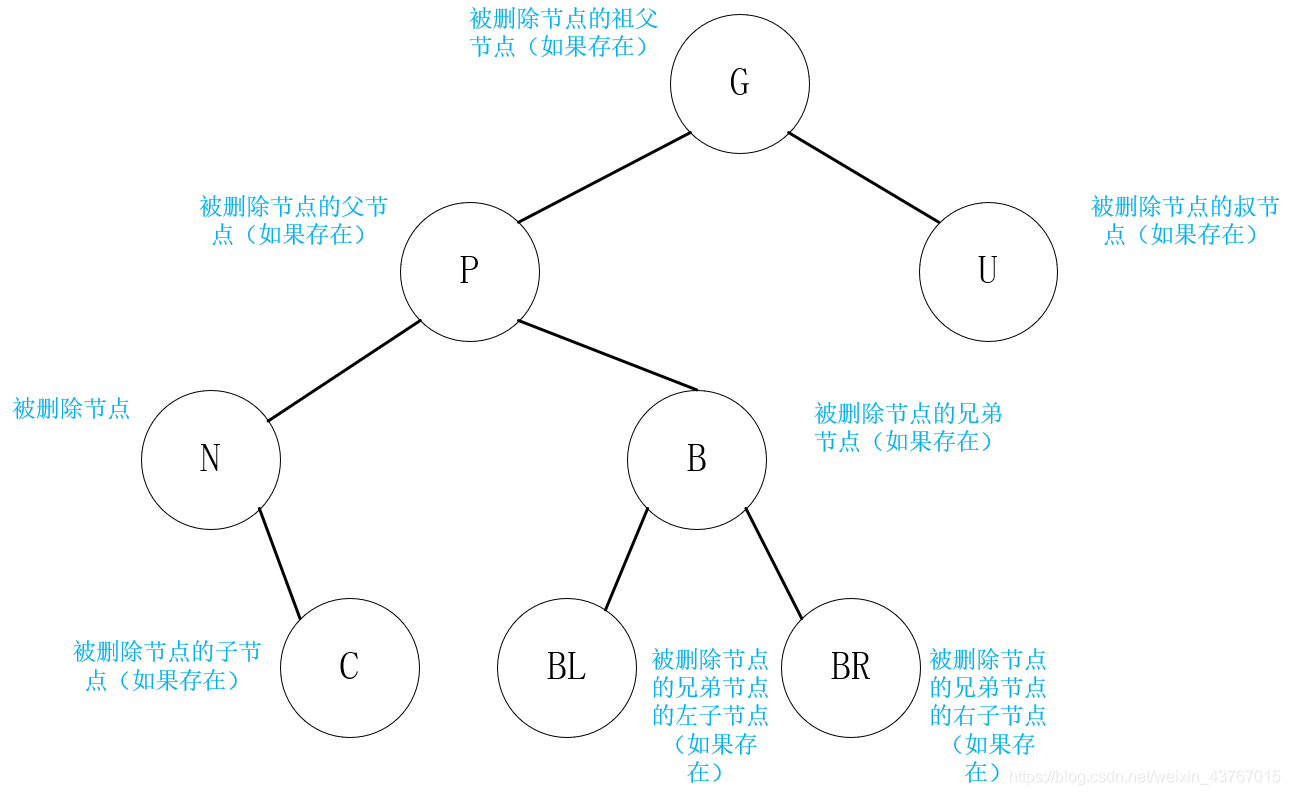 被删除节点的祖父
节点（如果存在）
G
被删除节点的父节
点（如果存在）
P
被删除节点的叔节
点（如果存在）
U
被删除节点
N
B
被删除节点的兄弟
节点（如果存在）
被删除节点的子节
点（如果存在）
C
BL
被删除节点
的兄弟节点
的左子节点
（如果存
在）
BR
被删除节点
的兄弟节点
的右子节点
（如果存
在）
https://blog.csdn.net/weixin_43767015